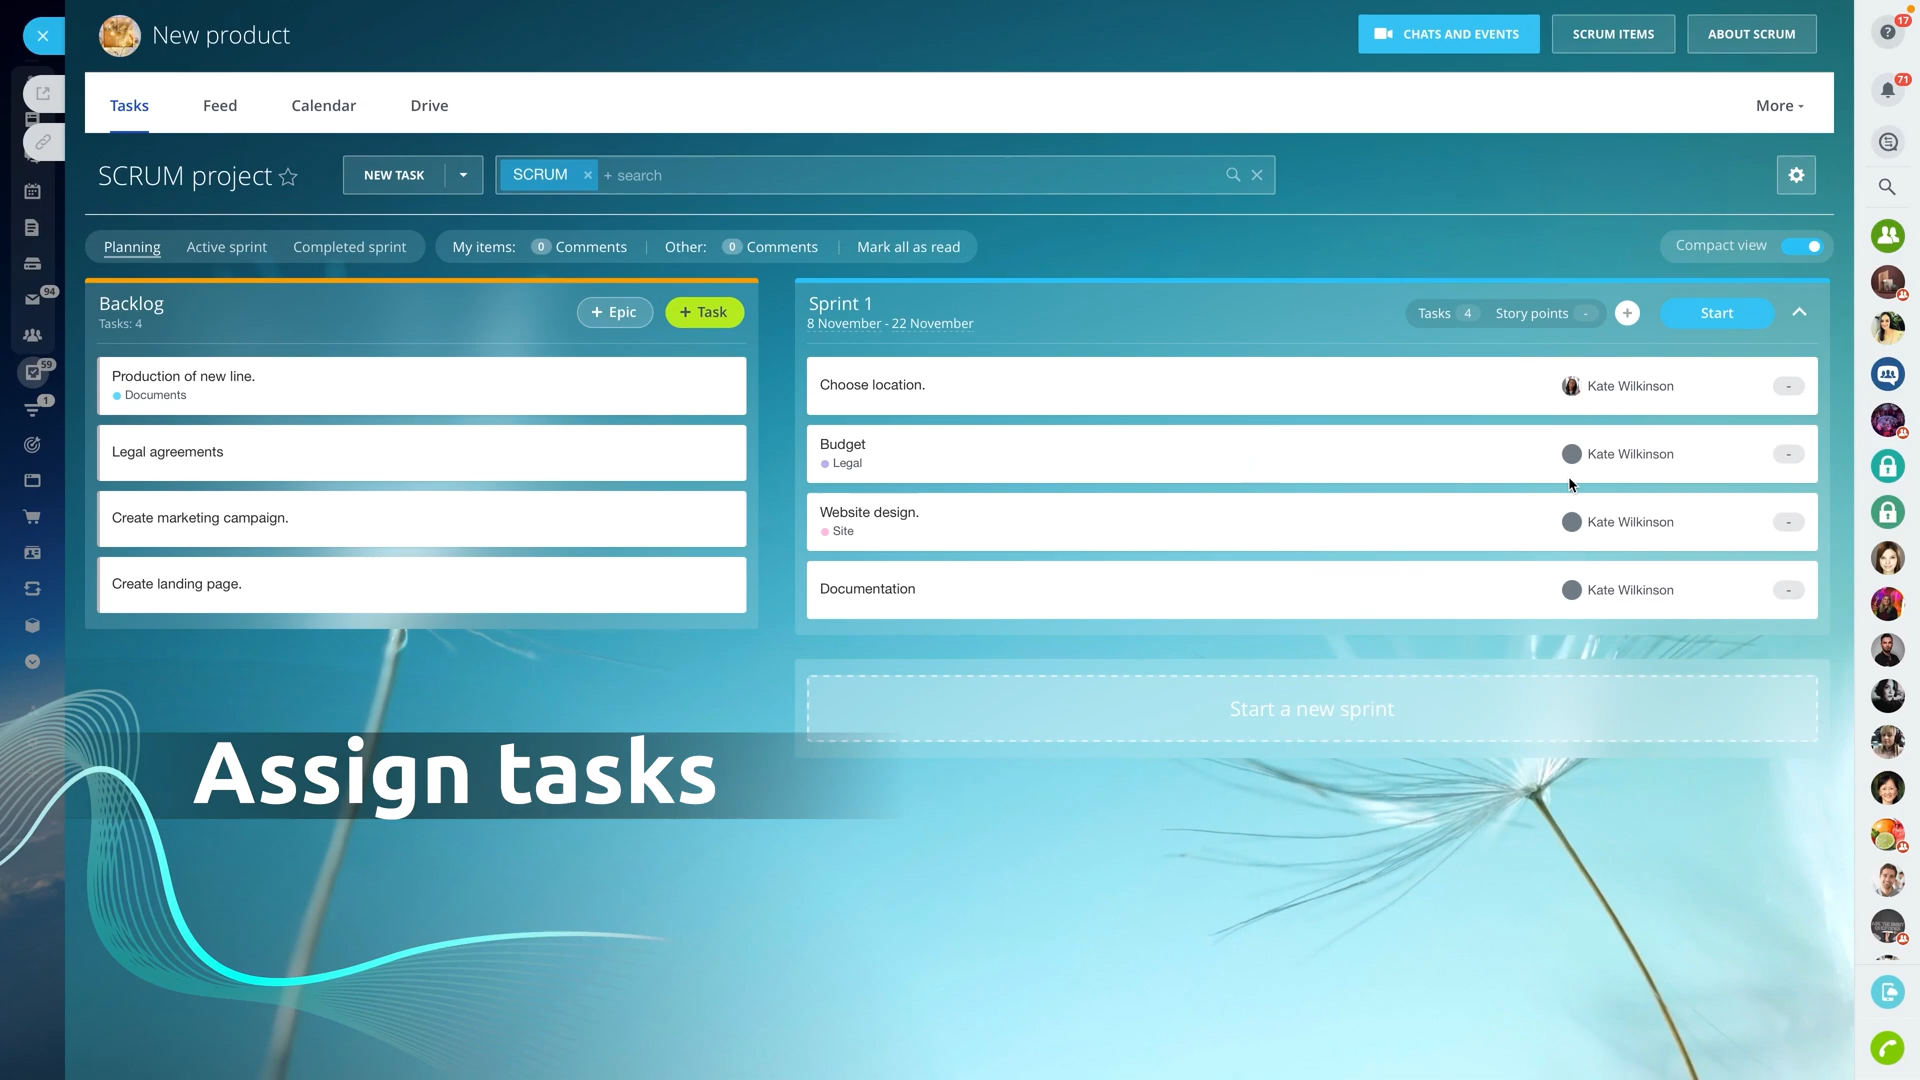 New product
CHATS AND EVENTS
SCRUM ITEMS
ABOUT SCRUM
17
Tasks
Feed
Calendar
Drive
More
71
SCRUM project
NEW TASK
SCRUM
+ search
Planning
Active sprint
Completed sprint
My items: 0 Comments
Other: 0 Comments
Mark all as read
Compact view
94
59
1
Backlog
Tasks: 4
+ Epic
+ Task
Production of new line.
Documents
Legal agreements
Create marketing campaign.
Create landing page.
Sprint 1
8 November - 22 November
Tasks 4
Story points -
+
Start
Choose location.
Kate Wilkinson
-
Budget
Legal
Kate Wilkinson
-
Website design.
Site
Kate Wilkinson
-
Documentation
Kate Wilkinson
-
Start a new sprint
Assign tasks